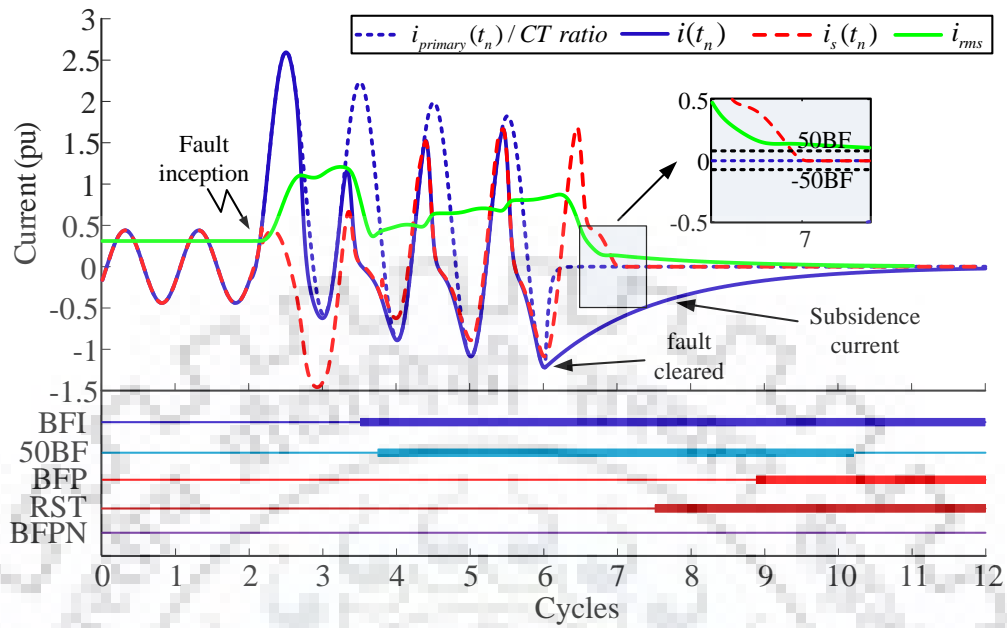 i_primary(t_n) / CT ratio i(t_n) i_s(t_n) i_rms
3
2.5
2
1.5
1
0.5
0
-0.5
-1
-1.5
Current (pu)
Fault
inception
0.5
0
-0.5
50BF
-50BF
7
Subsidence
current
fault
cleared
BFI
50BF
BFP
RST
BFPN
0 1 2 3 4 5 6 7 8 9 10 11 12
Cycles